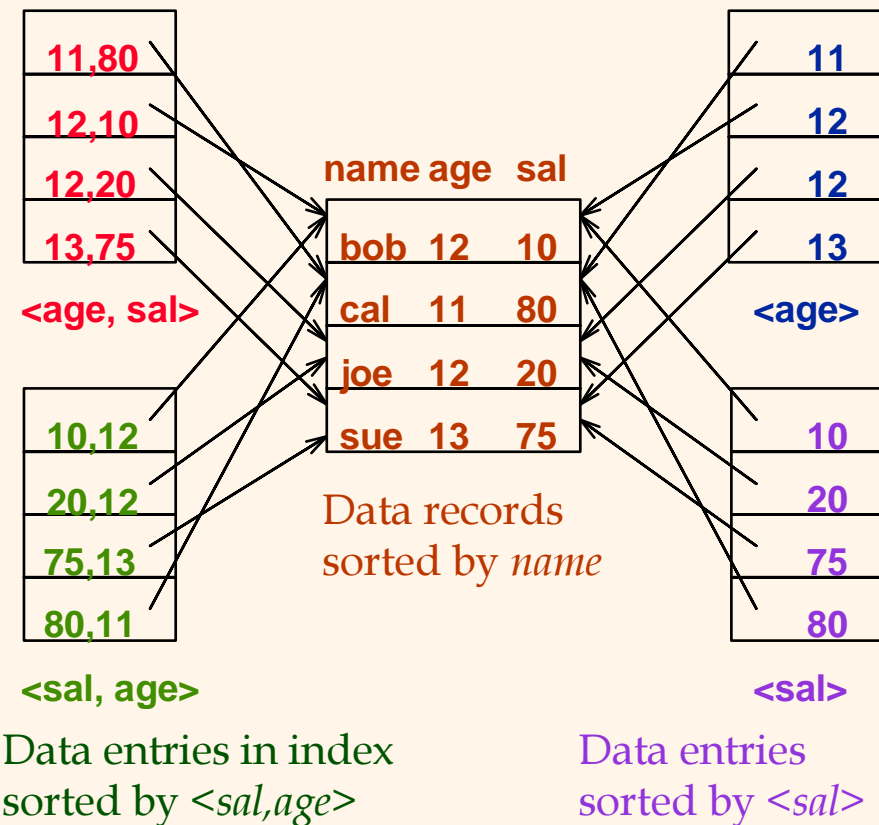 11,80
12,10
12,20
13,75
<age, sal>
10,12
20,12
75,13
80,11
<sal, age>
Data entries in index
sorted by <sal,age>
name age sal
bob 12 10
cal 11 80
joe 12 20
sue 13 75
Data records
sorted by name
11
12
12
13
<age>
10
20
75
80
<sal>
Data entries
sorted by <sal>